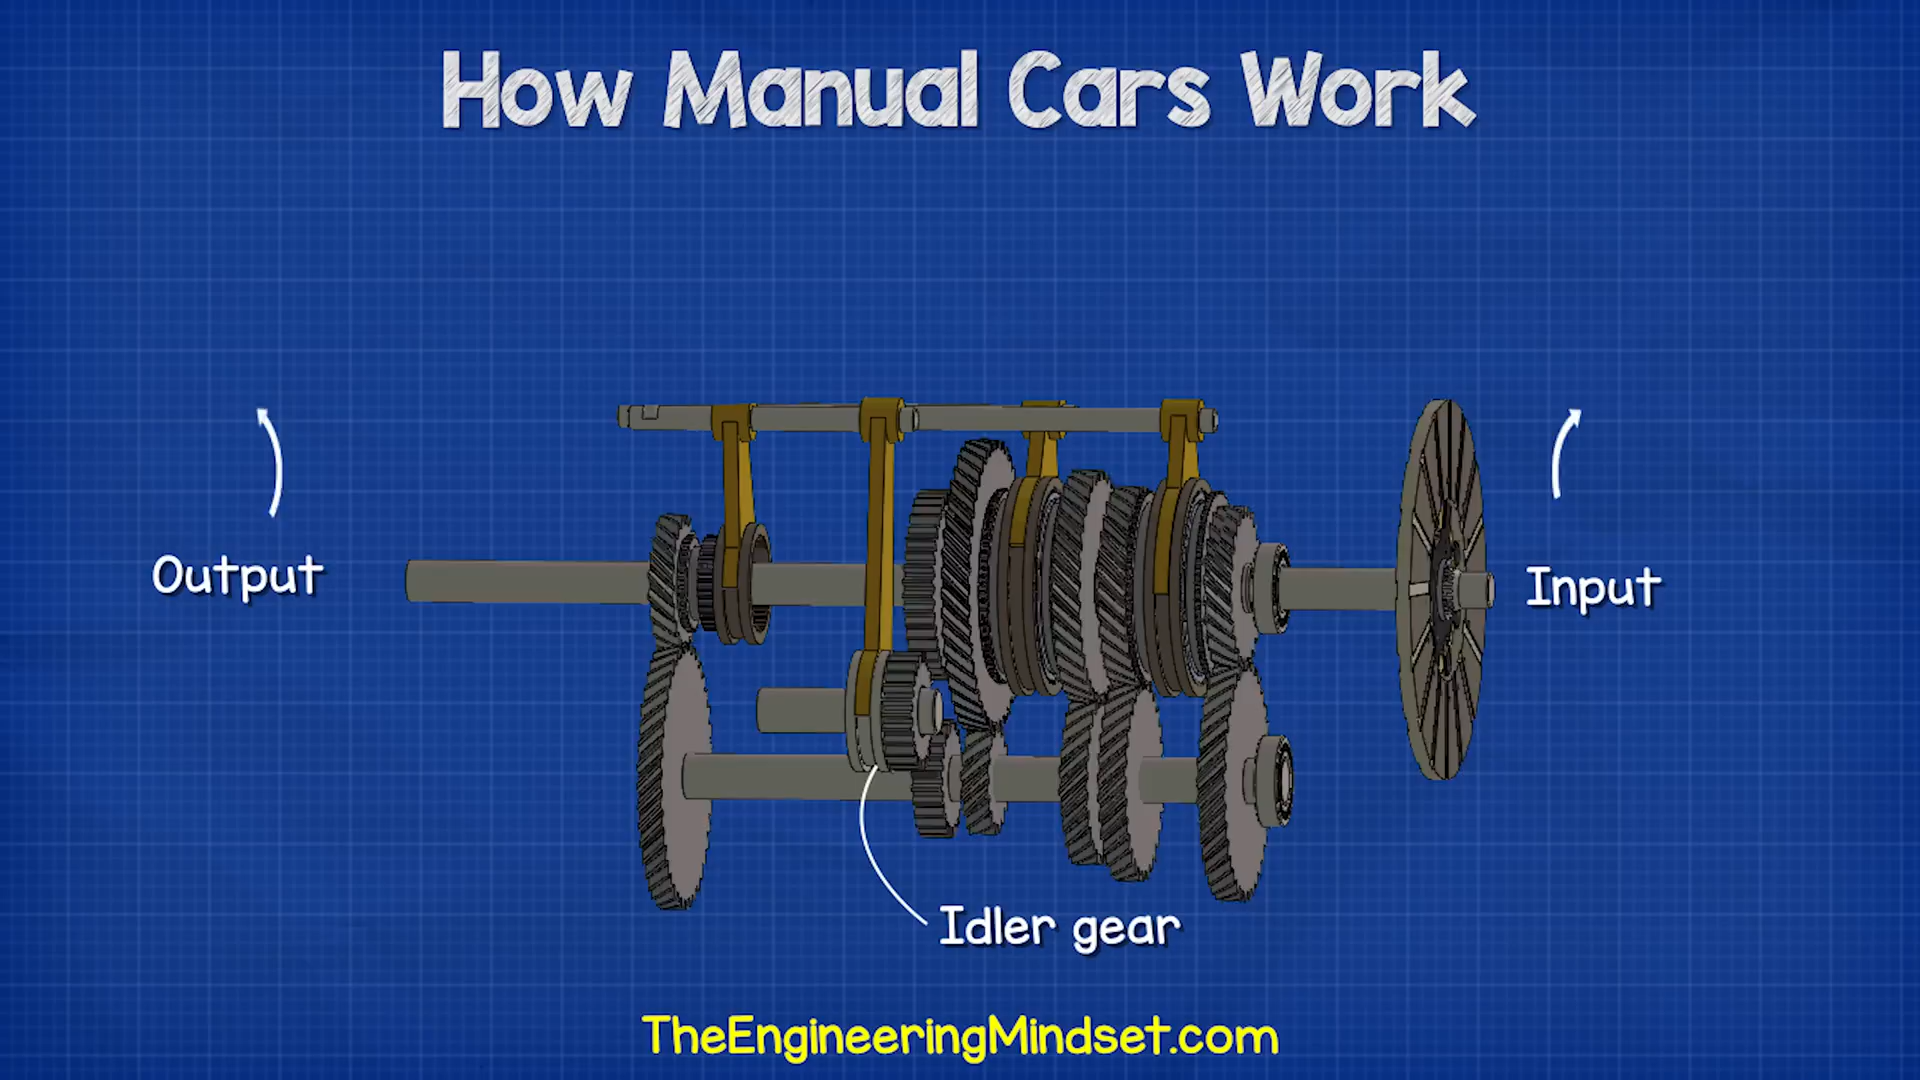 How Manual Cars Work
Output
Input
Idler gear
TheEngineeringMindset.com